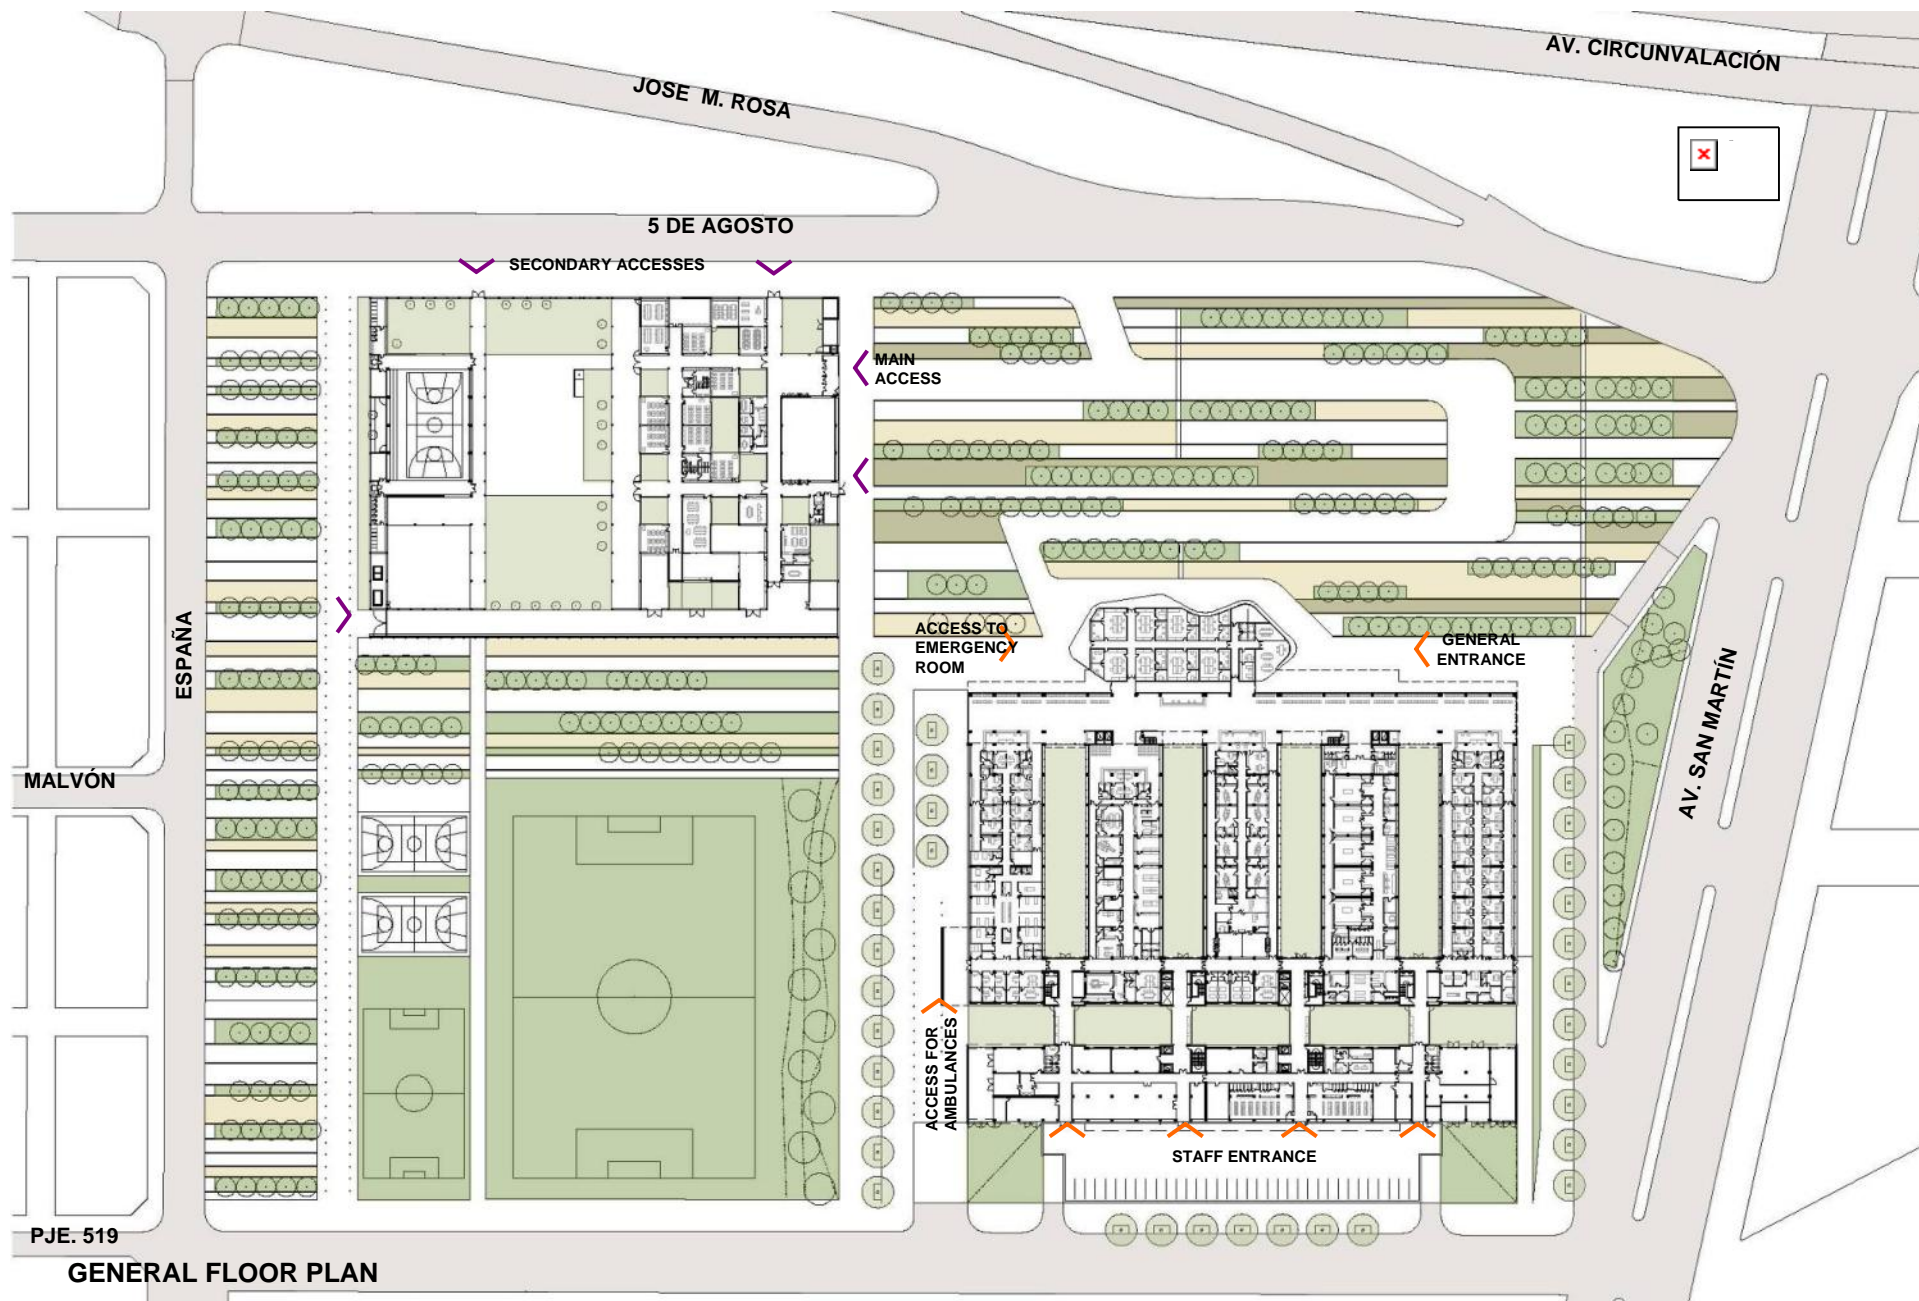 AV. CIRCUNVALACIÓN
JOSE M. ROSA
5 DE AGOSTO
SECONDARY ACCESSES
MAIN
ACCESS
ESPAÑA
ACCESS TO
EMERGENCY
ROOM
GENERAL
ENTRANCE
AV. SAN MARTÍN
MALVÓN
ACCESS FOR
AMBULANCES
STAFF ENTRANCE
PJE. 519
GENERAL FLOOR PLAN